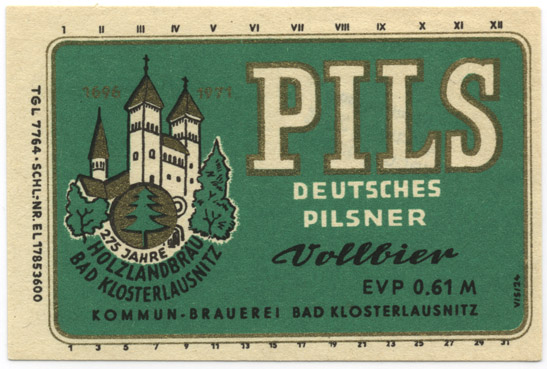 I II III IV V VI VII VIII IX X XI XII
TGL 7764 · SCHL-NR. EL 17853600
1696 1971
PILS
DEUTSCHES
PILSNER
Vollbier
EVP 0.61 M
275 JAHRE
HOLZLANDBRÄU
BAD KLOSTERLAUSNITZ
KOMMUN-BRAUEREI BAD KLOSTERLAUSNITZ
V/5/24
1 3 5 7 9 11 13 15 17 19 21 23 25 27 29 31